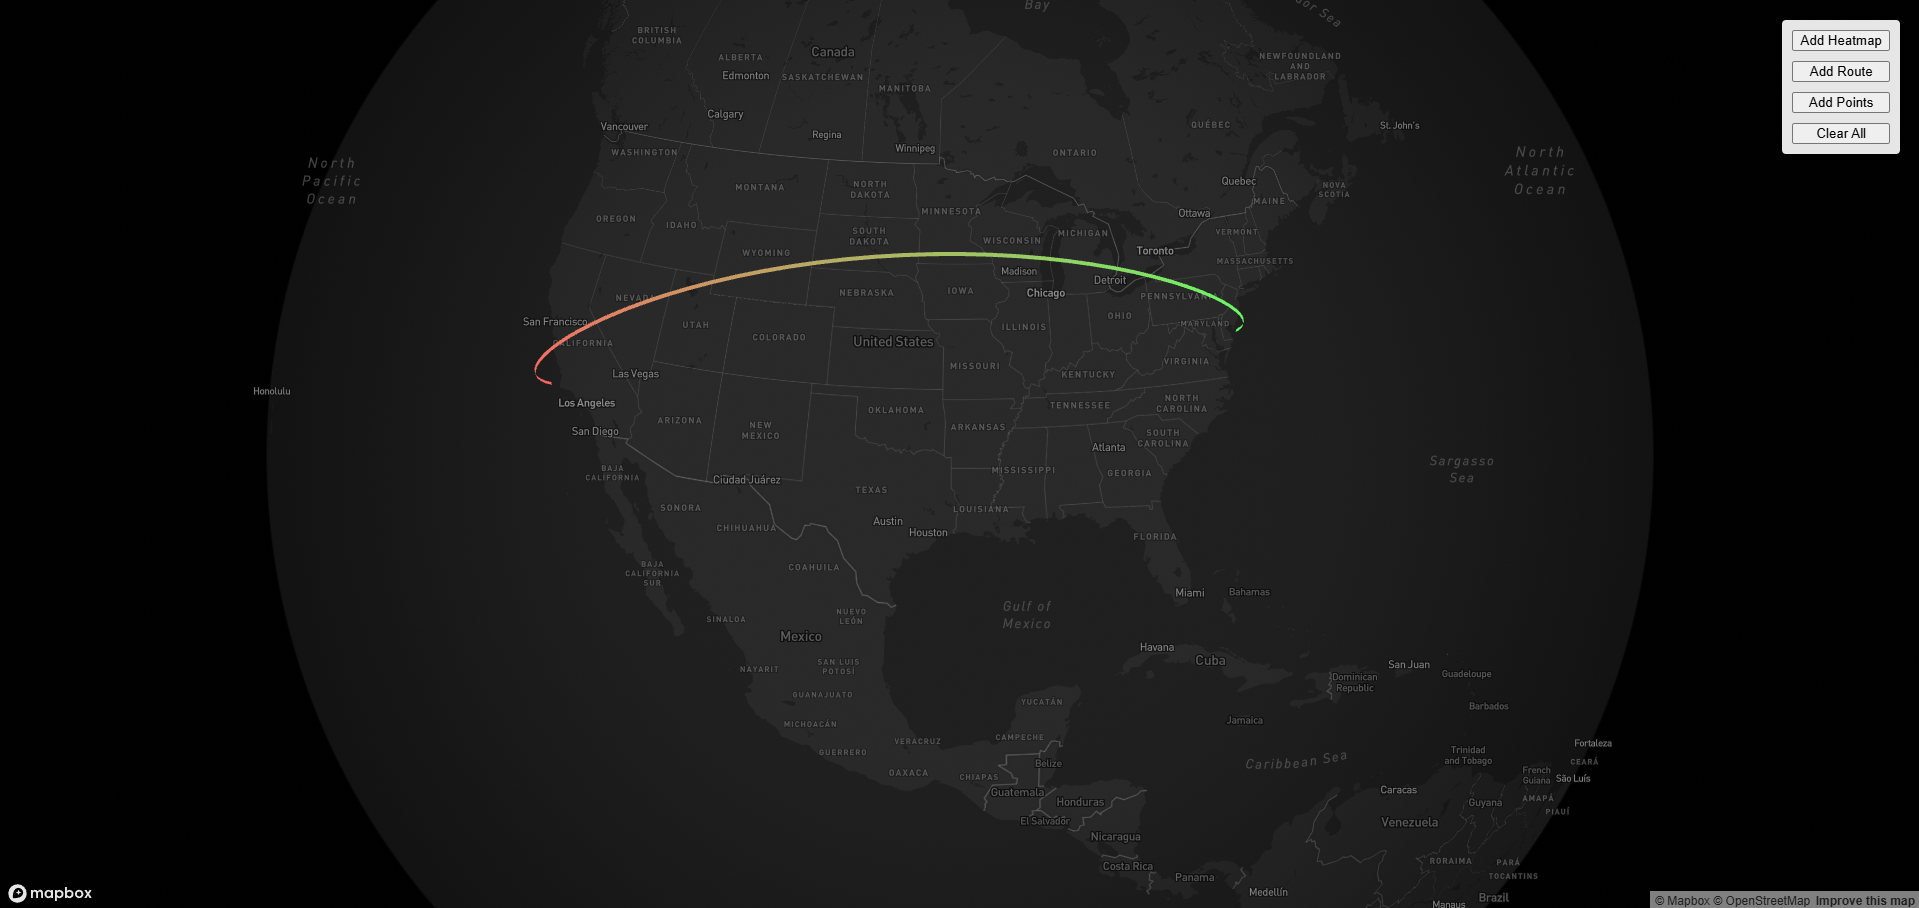 Bay
Canada
BRITISH
COLUMBIA
ALBERTA
Edmonton
SASKATCHEWAN
MANITOBA
Calgary
Regina
Winnipeg
Vancouver
NEWFOUNDLAND
AND
LABRADOR
QUÉBEC
St. John's
ONTARIO
North
Pacific
Ocean
North
Atlantic
Ocean
WASHINGTON
MONTANA
NORTH
DAKOTA
MINNESOTA
Quebec
NOVA
SCOTIA
MAINE
Ottawa
OREGON
IDAHO
SOUTH
DAKOTA
WISCONSIN
MICHIGAN
VERMONT
WYOMING
Toronto
MASSACHUSETTS
Madison
Detroit
NEVADA
NEBRASKA
IOWA
Chicago
PENNSYLVAN
San Francisco
UTAH
ILLINOIS
OHIO
MARYLAND
CALIFORNIA
COLORADO
United States
MISSOURI
VIRGINIA
Las Vegas
KENTUCKY
Honolulu
Los Angeles
OKLAHOMA
TENNESSEE
NORTH
CAROLINA
San Diego
ARIZONA
NEW
MEXICO
ARKANSAS
SOUTH
CAROLINA
Atlanta
BAJA
CALIFORNIA
Ciudad Juárez
MISSISSIPPI
GEORGIA
Sargasso
Sea
SONORA
TEXAS
LOUISIANA
CHIHUAHUA
Austin
Houston
FLORIDA
BAJA
CALIFORNIA
SUR
COAHUILA
Miami
Bahamas
SINALOA
NUEVO
LEÓN
Gulf of
Mexico
Mexico
Havana
Cuba
NAYARIT
SAN LUIS
POTOSÍ
San Juan
Guadeloupe
Dominican
Republic
GUANAJUATO
YUCATÁN
Barbados
MICHOACÁN
Jamaica
GUERRERO
VERACRUZ
CAMPECHE
Fortaleza
OAXACA
CHIAPAS
Belize
Caribbean Sea
Trinidad
and Tobago
CEARÁ
French
Guiana
São Luís
Guatemala
Honduras
Caracas
Guyana
AMAPÁ
PIAUÍ
El Salvador
Venezuela
Nicaragua
Costa Rica
RORAIMA
PARÁ
Panama
TOCANTINS
Medellín
Manaus
Brazil
Add Heatmap
Add Route
Add Points
Clear All
mapbox
© Mapbox © OpenStreetMap Improve this map